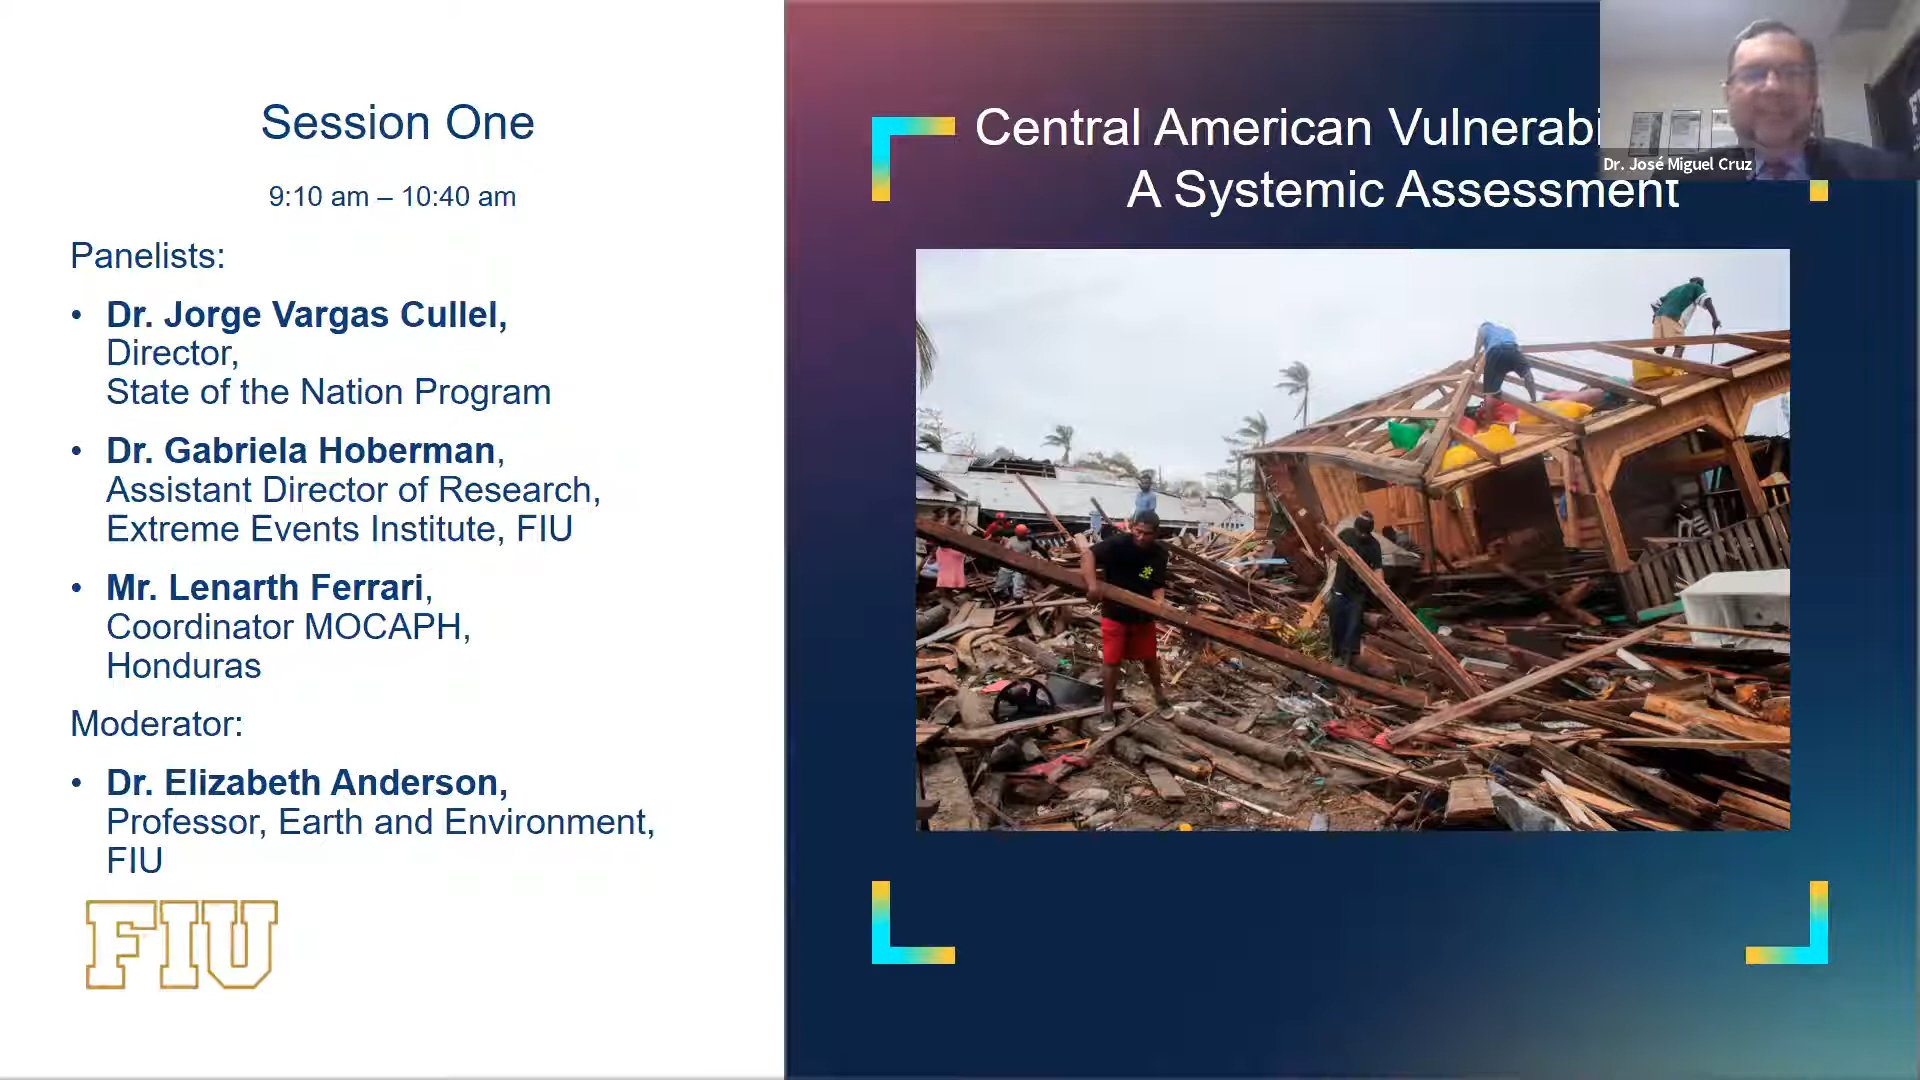 Session One
9:10 am – 10:40 am
Panelists:
• Dr. Jorge Vargas Cullel,
Director,
State of the Nation Program
• Dr. Gabriela Hoberman,
Assistant Director of Research,
Extreme Events Institute, FIU
• Mr. Lenarth Ferrari,
Coordinator MOCAPH,
Honduras
Moderator:
• Dr. Elizabeth Anderson,
Professor, Earth and Environment,
FIU
FIU
Central American Vulnerabi
A Systemic Assessment
Dr. José Miguel Cruz